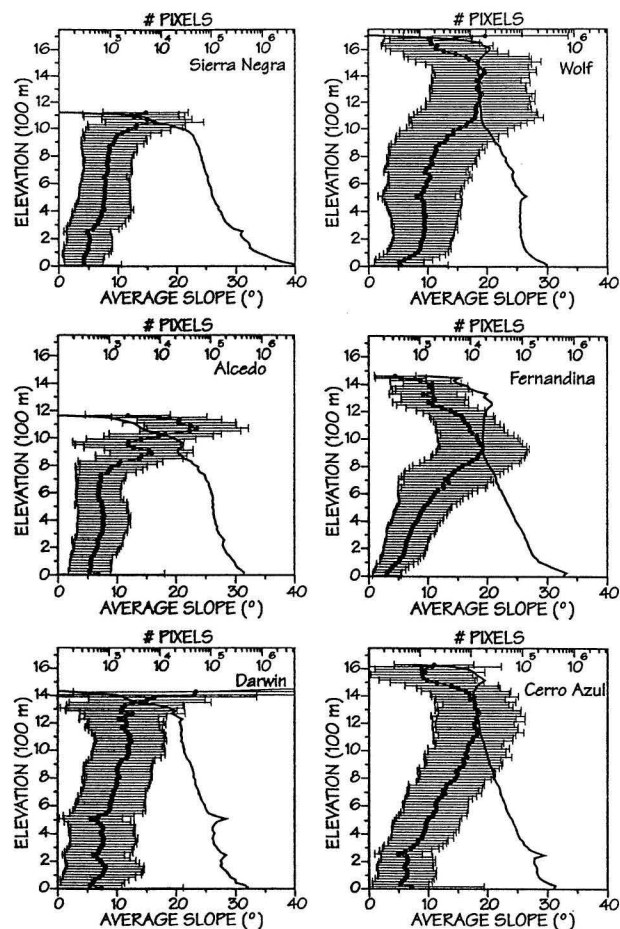 # PIXELS
10³ 10⁴ 10⁵ 10⁶
Sierra Negra
ELEVATION (100 m)
16
14
12
10
8
6
4
2
0
0 10 20 30 40
AVERAGE SLOPE (°)
# PIXELS
10⁶
Wolf
ELEVATION (100 m)
16
14
12
10
8
6
4
2
0
0 10 20 30 40
AVERAGE SLOPE (°)
# PIXELS
10³ 10⁴ 10⁵ 10⁶
Alcedo
ELEVATION (100 m)
16
14
12
10
8
6
4
2
0
0 10 20 30 40
AVERAGE SLOPE (°)
# PIXELS
10³ 10⁴ 10⁵ 10⁶
Fernandina
ELEVATION (100 m)
16
14
12
10
8
6
4
2
0
0 10 20 30 40
AVERAGE SLOPE (°)
# PIXELS
10³ 10⁴ 10⁵ 10⁶
Darwin
ELEVATION (100 m)
16
14
12
10
8
6
4
2
0
0 10 20 30 40
AVERAGE SLOPE (°)
# PIXELS
10⁵ 10⁶
Cerro Azul
ELEVATION (100 m)
16
14
12
10
8
6
4
2
0
0 10 20 30 40
AVERAGE SLOPE (°)